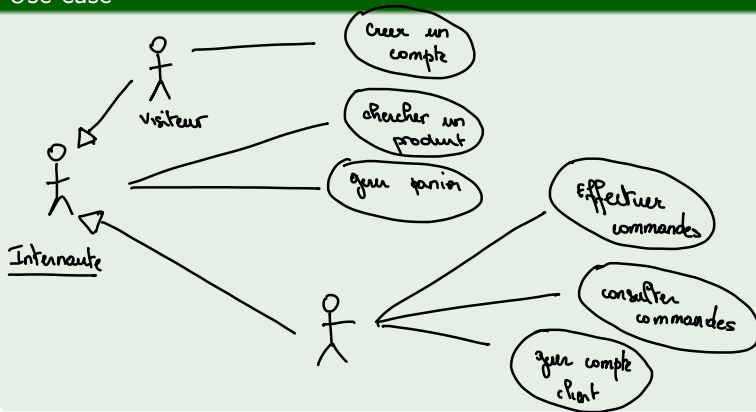 Use case
creer un
compte
Visiteur
chercher un
produit
gerer panier
Internaute
Effectuer
commandes
consulter
commandes
gerer compte
client